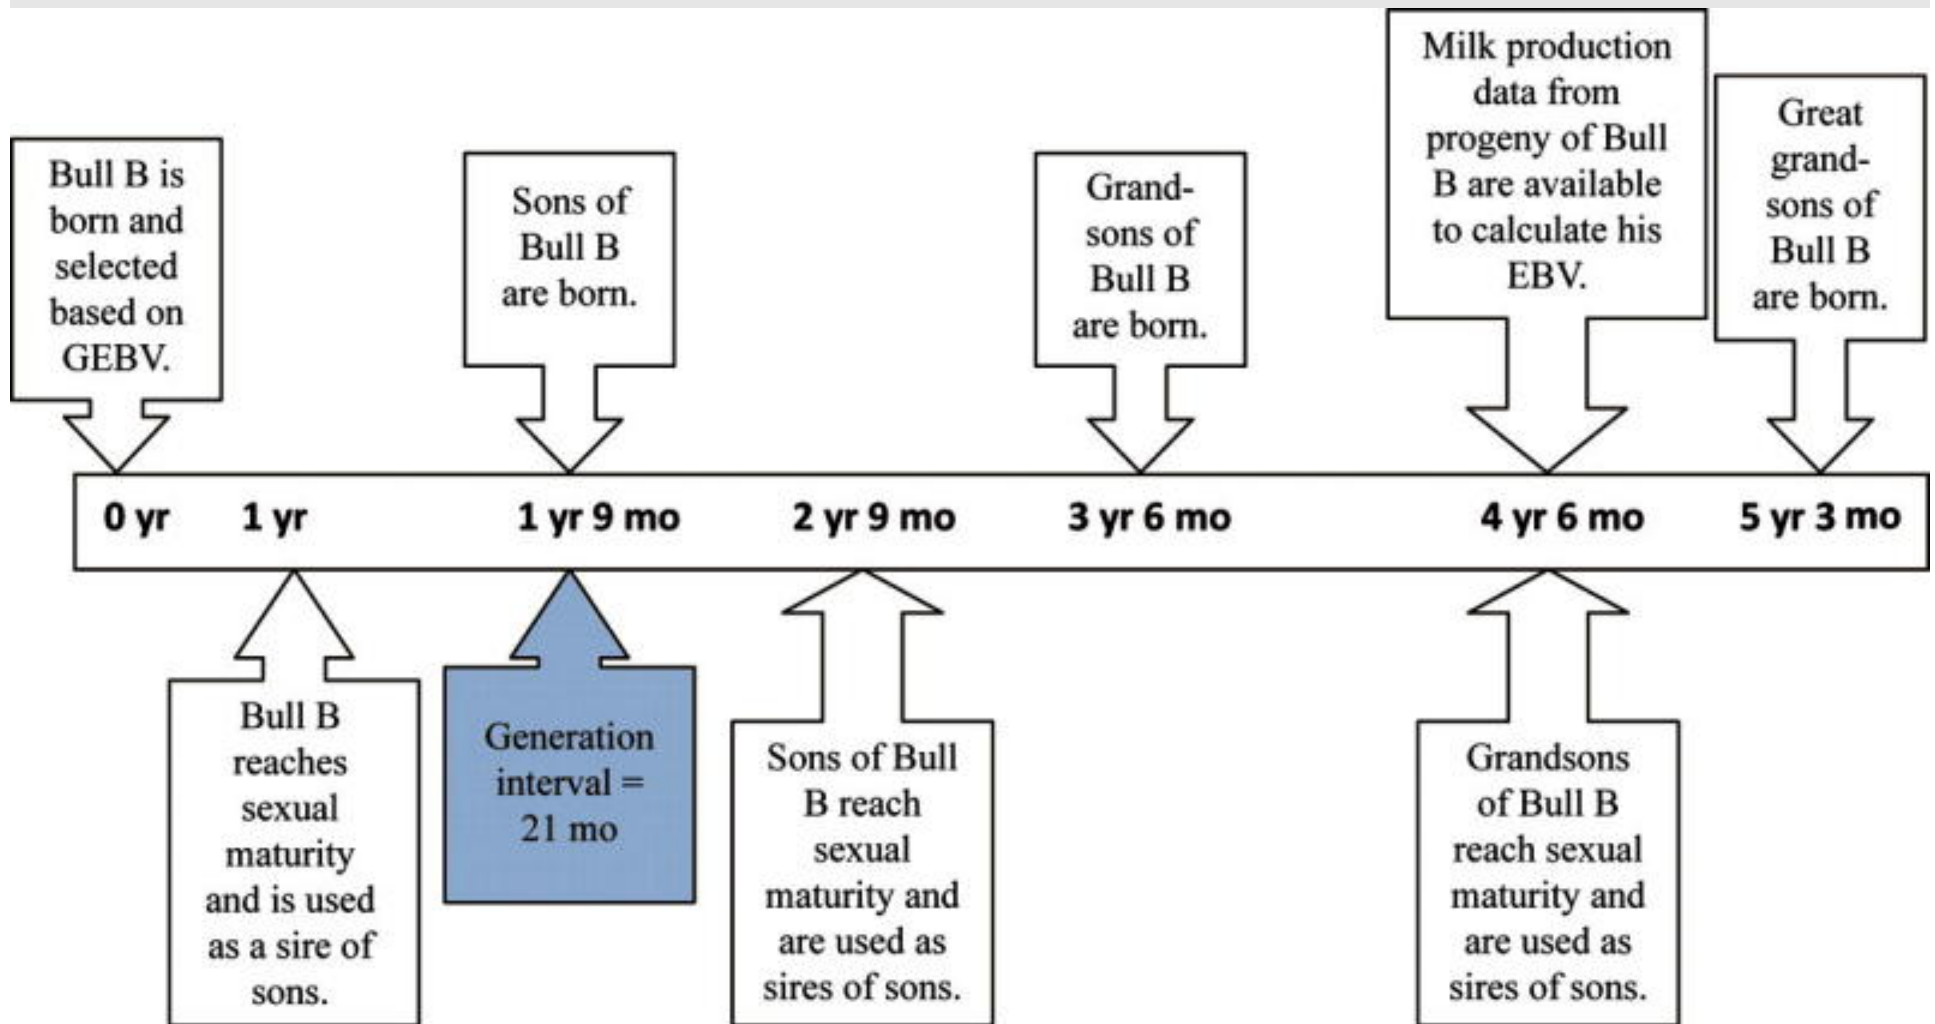 Bull B is
born and
selected
based on
GEBV.
Sons of
Bull B
are born.
Grand-
sons of
Bull B
are born.
Milk production
data from
progeny of Bull
B are available
to calculate his
EBV.
Great
grand-
sons of
Bull B
are born.
0 yr 1 yr 1 yr 9 mo 2 yr 9 mo 3 yr 6 mo 4 yr 6 mo 5 yr 3 mo
Bull B
reaches
sexual
maturity
and is used
as a sire of
sons.
Generation
interval =
21 mo
Sons of Bull
B reach
sexual
maturity and
are used as
sires of sons.
Grandsons
of Bull B
reach sexual
maturity and
are used as
sires of sons.